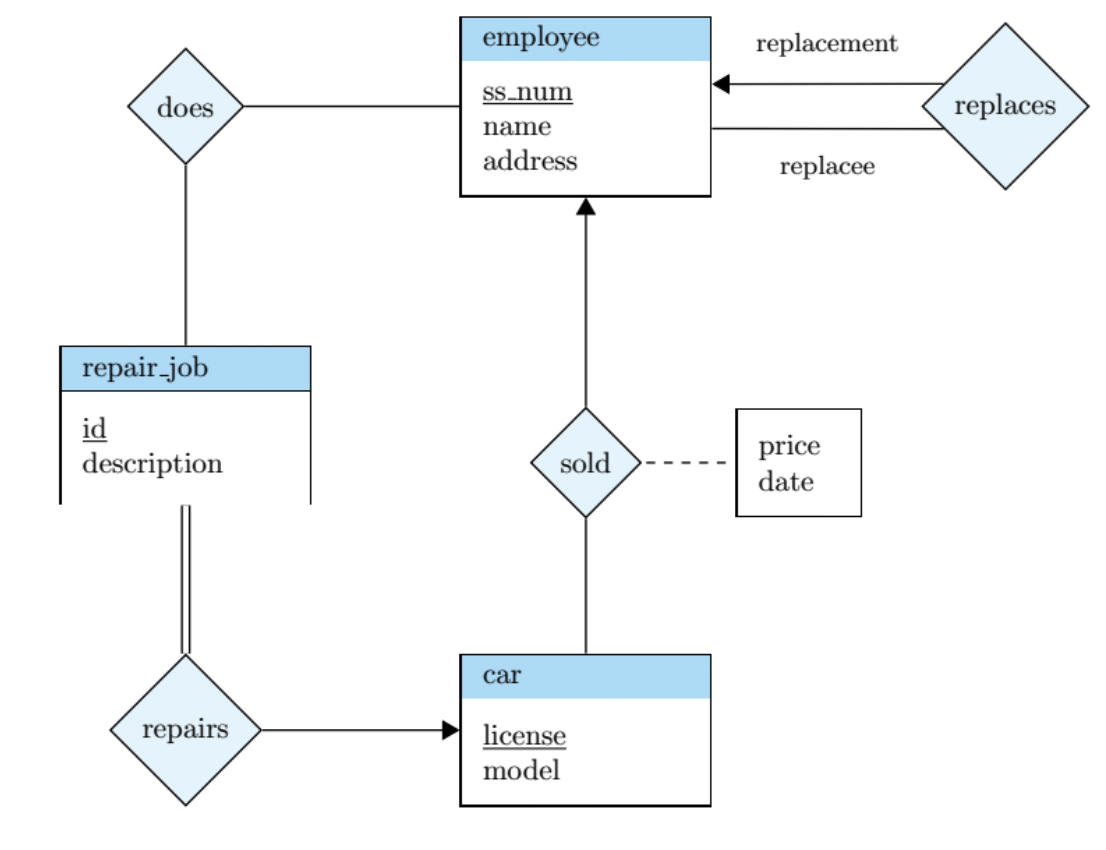 employee
ss_num
name
address
replacement
replaces
replacee
does
repair_job
id
description
sold
price
date
repairs
car
license
model